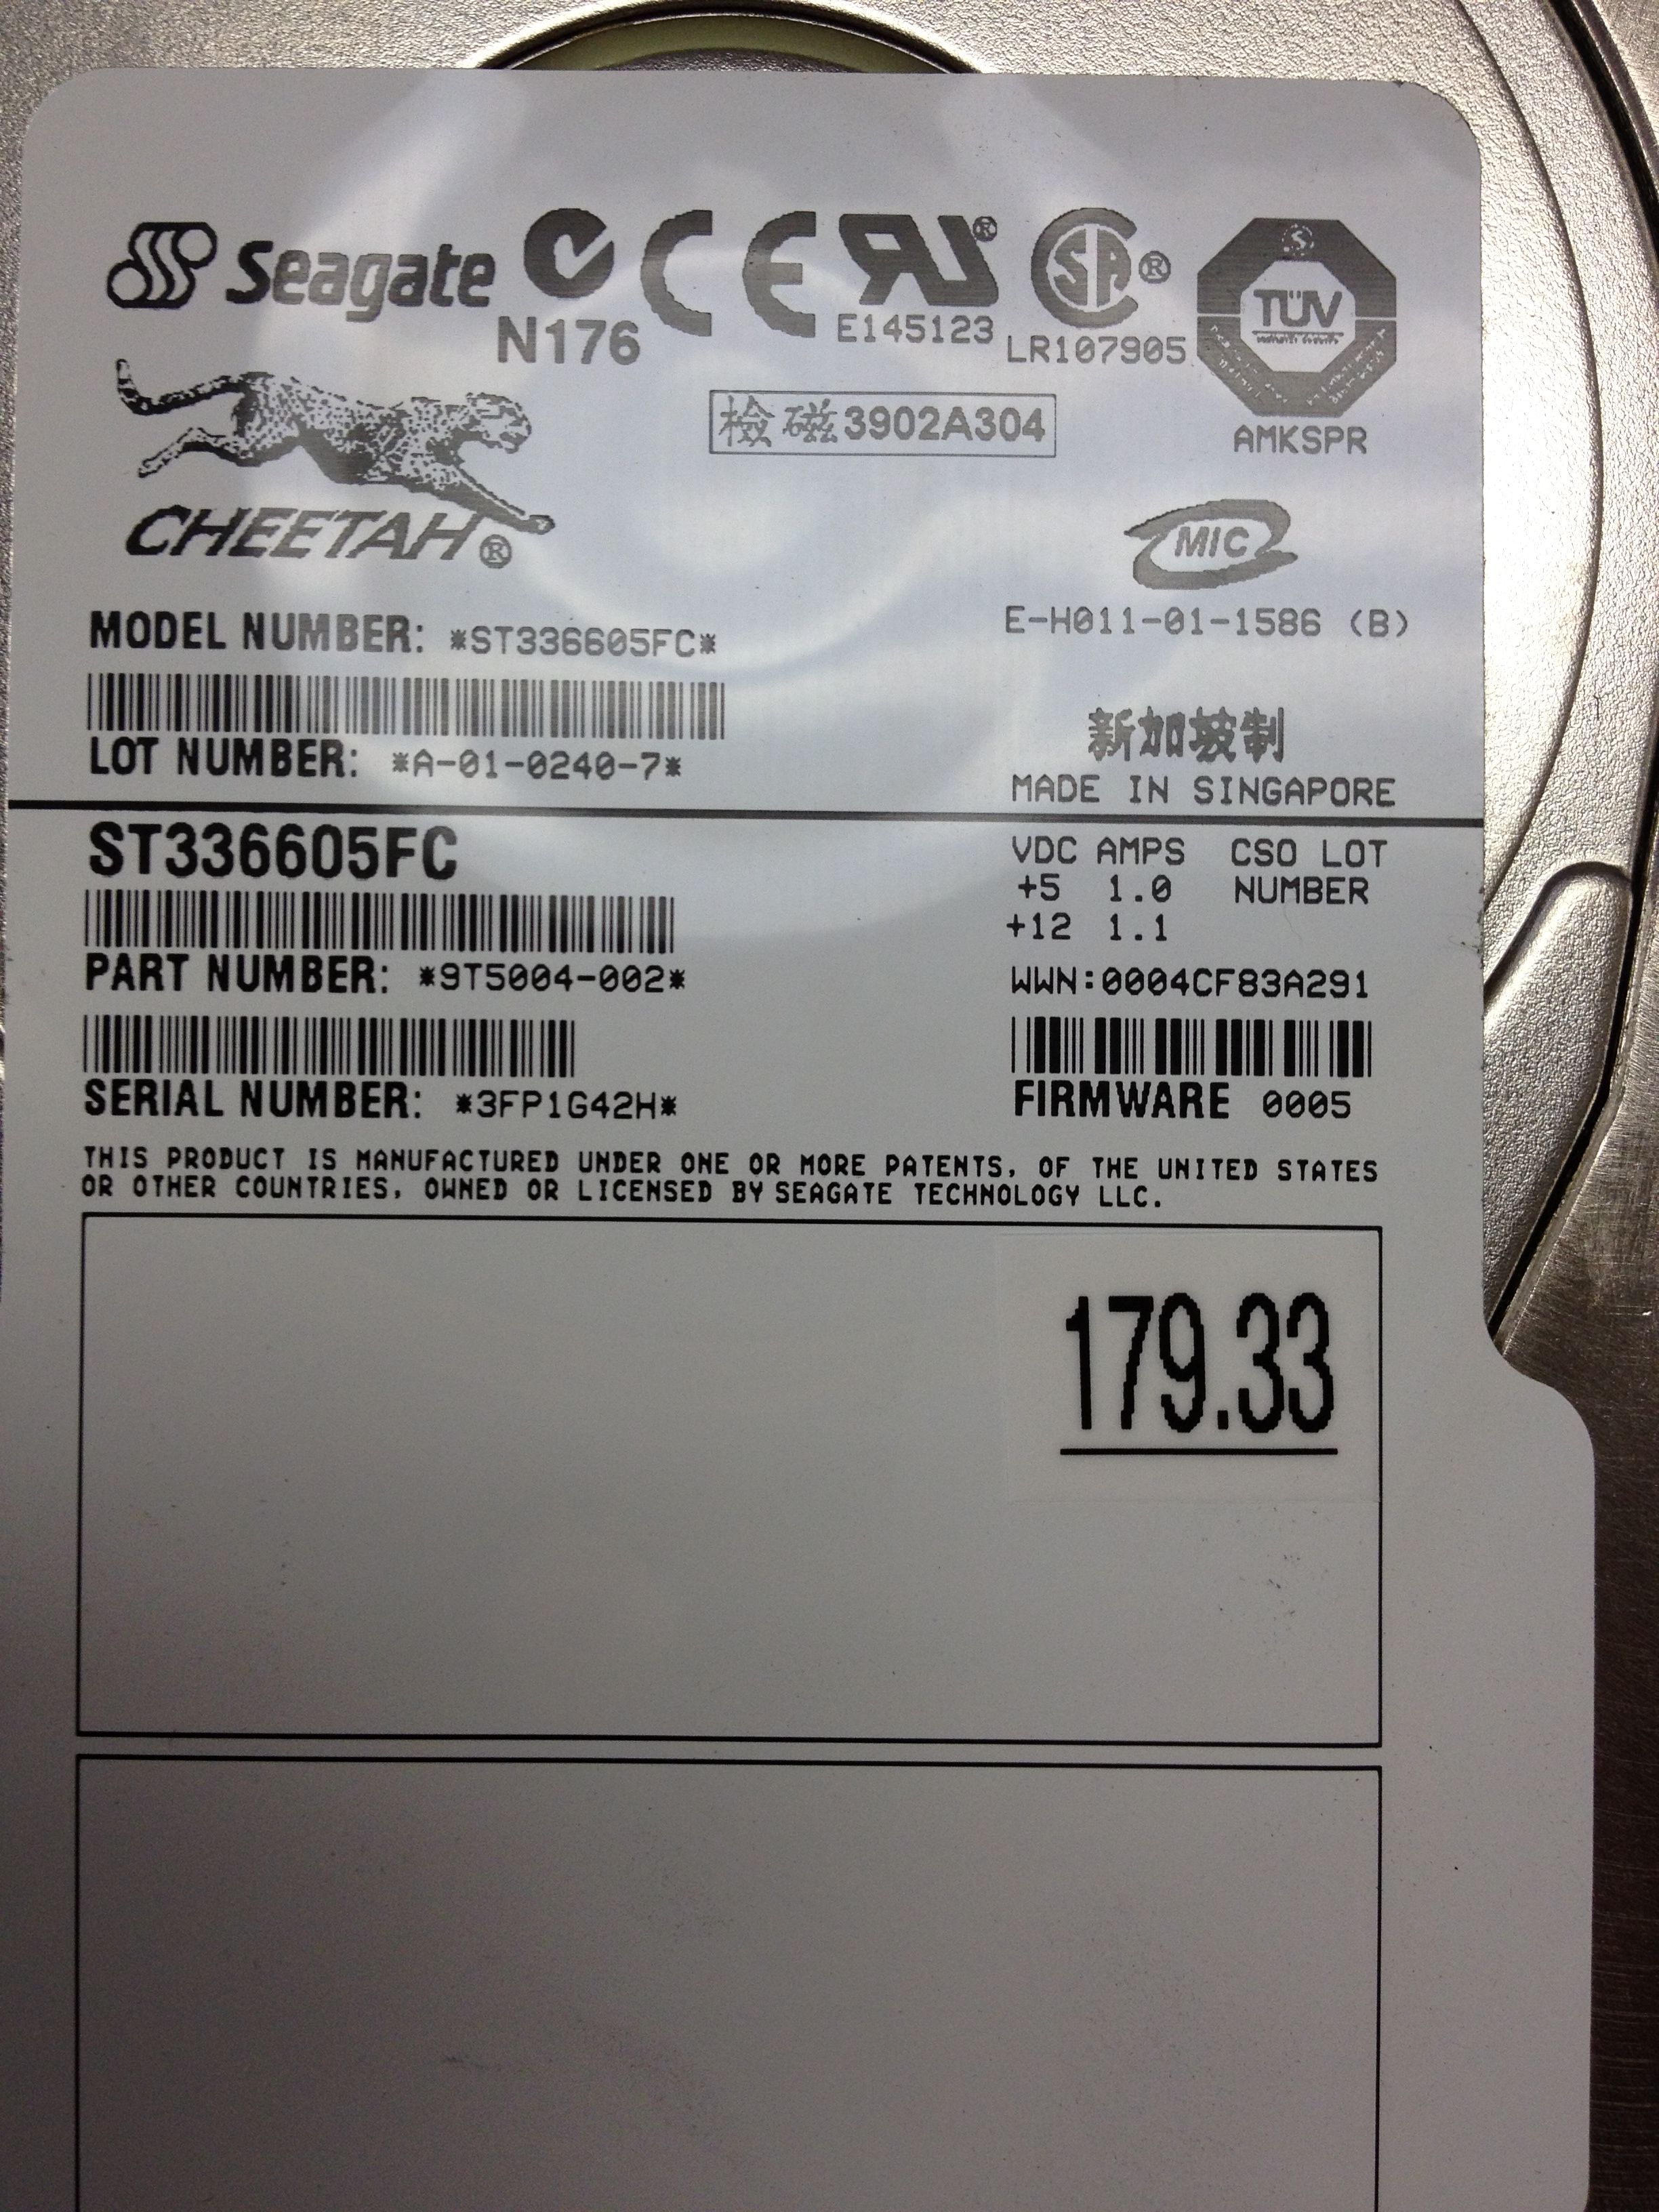 Seagate
N176
E145123
LR107905
TÜV
AMKSPR
檢磁3902A304
CHEETAH®
MIC
E-H011-01-1586 (B)
MODEL NUMBER: *ST336605FC*
LOT NUMBER: *A-01-0240-7*
新加坡制
MADE IN SINGAPORE
ST336605FC
PART NUMBER: *9T5004-002*
SERIAL NUMBER: *3FP1G42H*
VDC AMPS CSO LOT
+5 1.0 NUMBER
+12 1.1
WWN:0004CF83A291
FIRMWARE 0005
THIS PRODUCT IS MANUFACTURED UNDER ONE OR MORE PATENTS, OF THE UNITED STATES
OR OTHER COUNTRIES, OWNED OR LICENSED BY SEAGATE TECHNOLOGY LLC.
179.33